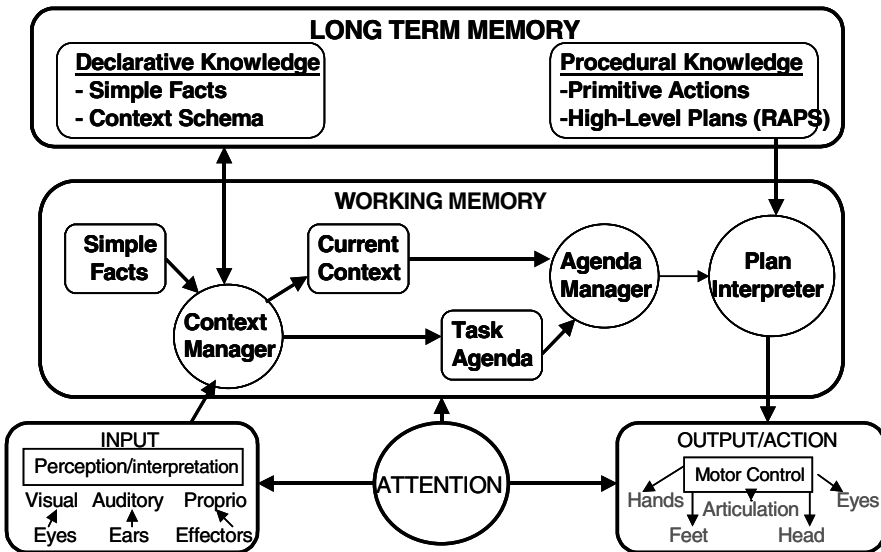 LONG TERM MEMORY
Declarative Knowledge
- Simple Facts
- Context Schema
Procedural Knowledge
-Primitive Actions
-High-Level Plans (RAPS)
WORKING MEMORY
Simple
Facts
Current
Context
Agenda
Manager
Plan
Interpreter
Context
Manager
Task
Agenda
INPUT
Perception/interpretation
Visual Auditory Proprio
Eyes Ears Effectors
ATTENTION
OUTPUT/ACTION
Motor Control
Hands Articulation Eyes
Feet Head